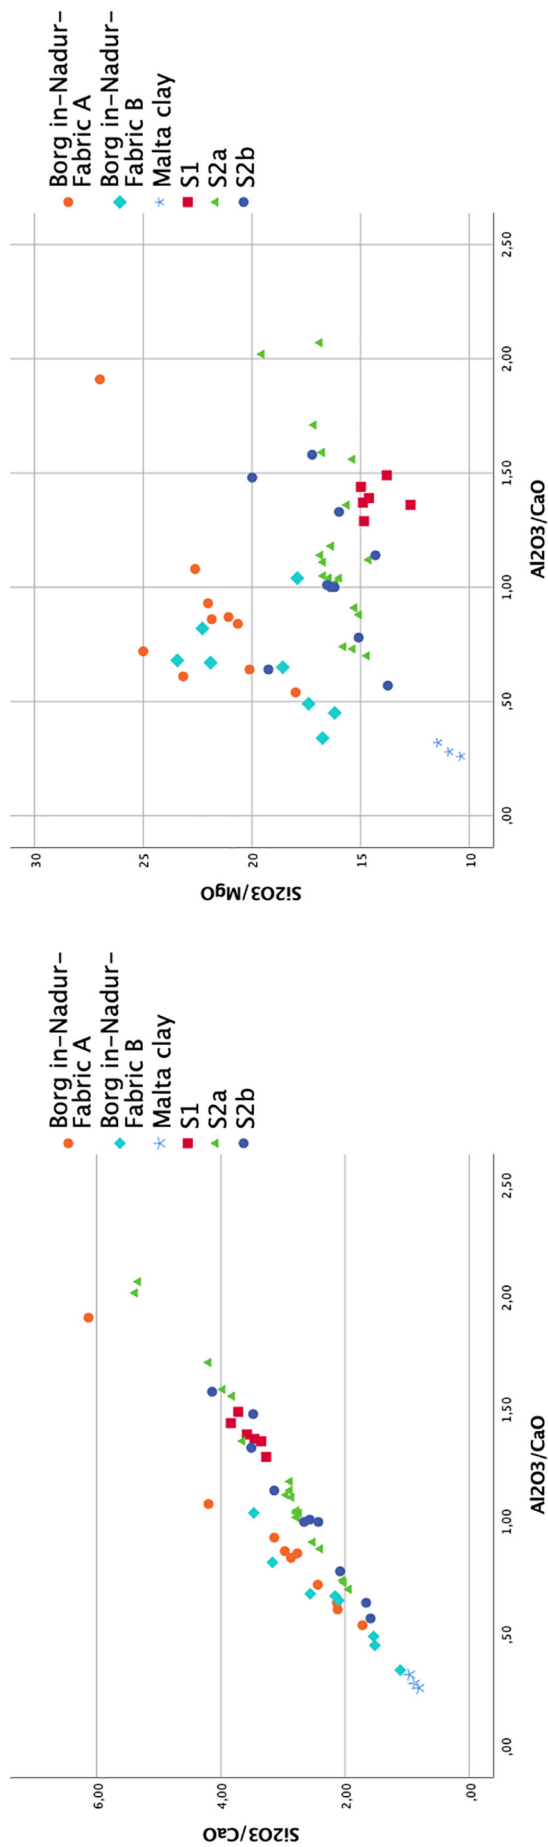 Si2O3/CaO
6,00
4,00
2,00
,00
,00
,50
1,00
1,50
2,00
2,50
Al2O3/CaO
Borg in-Nadur-
Fabric A
Borg in-Nadur-
Fabric B
Malta clay
S1
S2a
S2b
Si2O3/MgO
30
25
20
15
10
,00
,50
1,00
1,50
2,00
2,50
Al2O3/CaO
Borg in-Nadur-
Fabric A
Borg in-Nadur-
Fabric B
Malta clay
S1
S2a
S2b